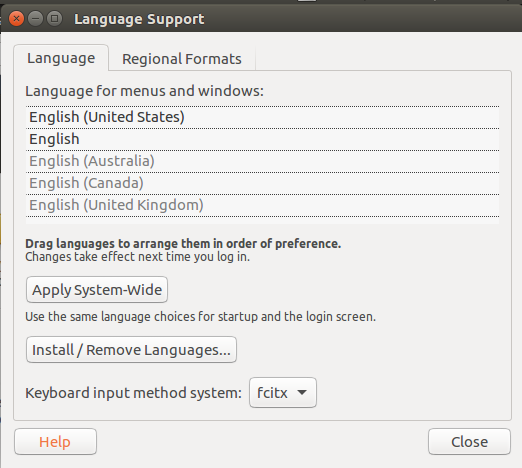 Language Support
Language Regional Formats
Language for menus and windows:
English (United States)
English
English (Australia)
English (Canada)
English (United Kingdom)
Drag languages to arrange them in order of preference.
Changes take effect next time you log in.
Apply System-Wide
Use the same language choices for startup and the login screen.
Install / Remove Languages...
Keyboard input method system: fcitx
Help Close